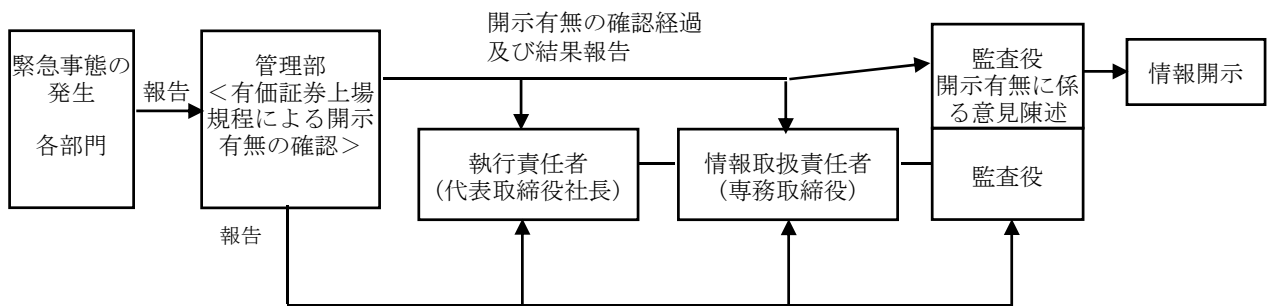 開示有無の確認経過
及び結果報告
緊急事態の
発生
各部門
報告
管理部
＜有価証券上場
規程による開示
有無の確認＞
監査役
開示有無に係
る意見陳述
情報開示
執行責任者
(代表取締役社長)
情報取扱責任者
(専務取締役)
監査役
報告